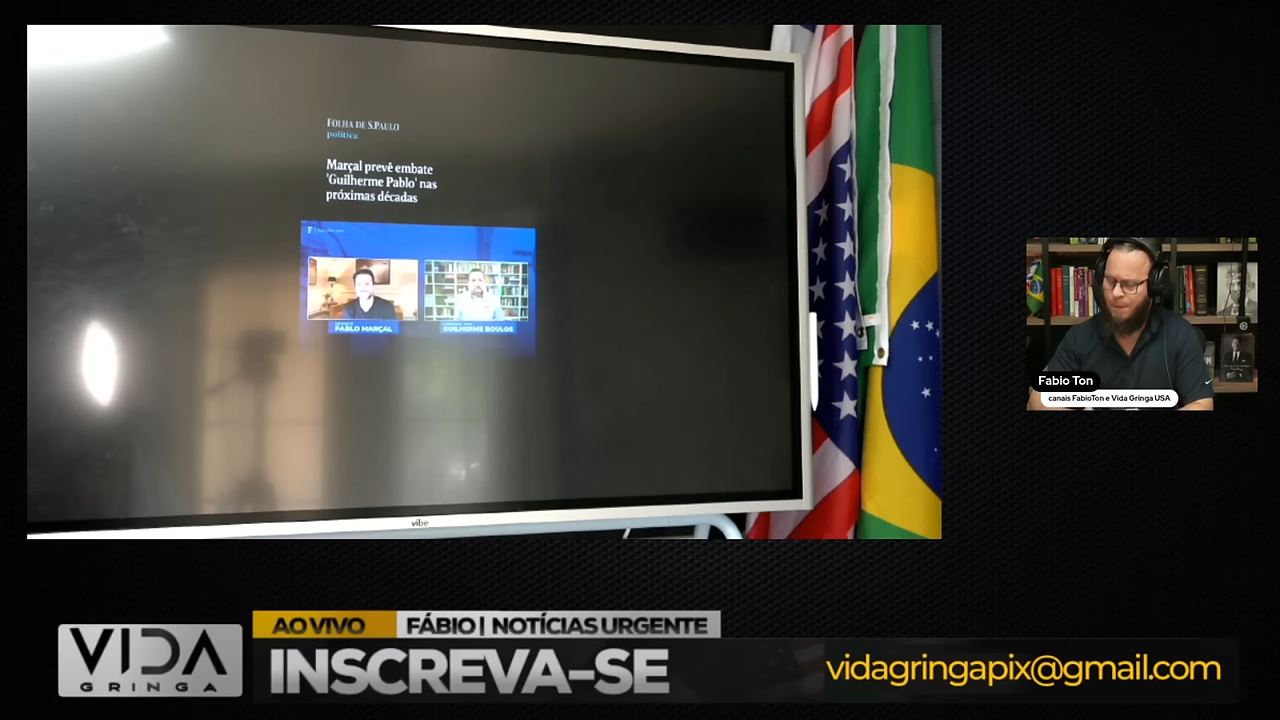 FOLHA DE S.PAULO
política
Marçal prevê embate
'Guilherme Pablo' nas
próximas décadas
F
PABLO MARÇAL
GUILHERME BOULOS
vibe
Fabio Ton
canais FabioTon e Vida Gringa USA
AO VIVO
FÁBIO | NOTÍCIAS URGENTE
VIDA
GRINGA
INSCREVA-SE
vidagringapix@gmail.com